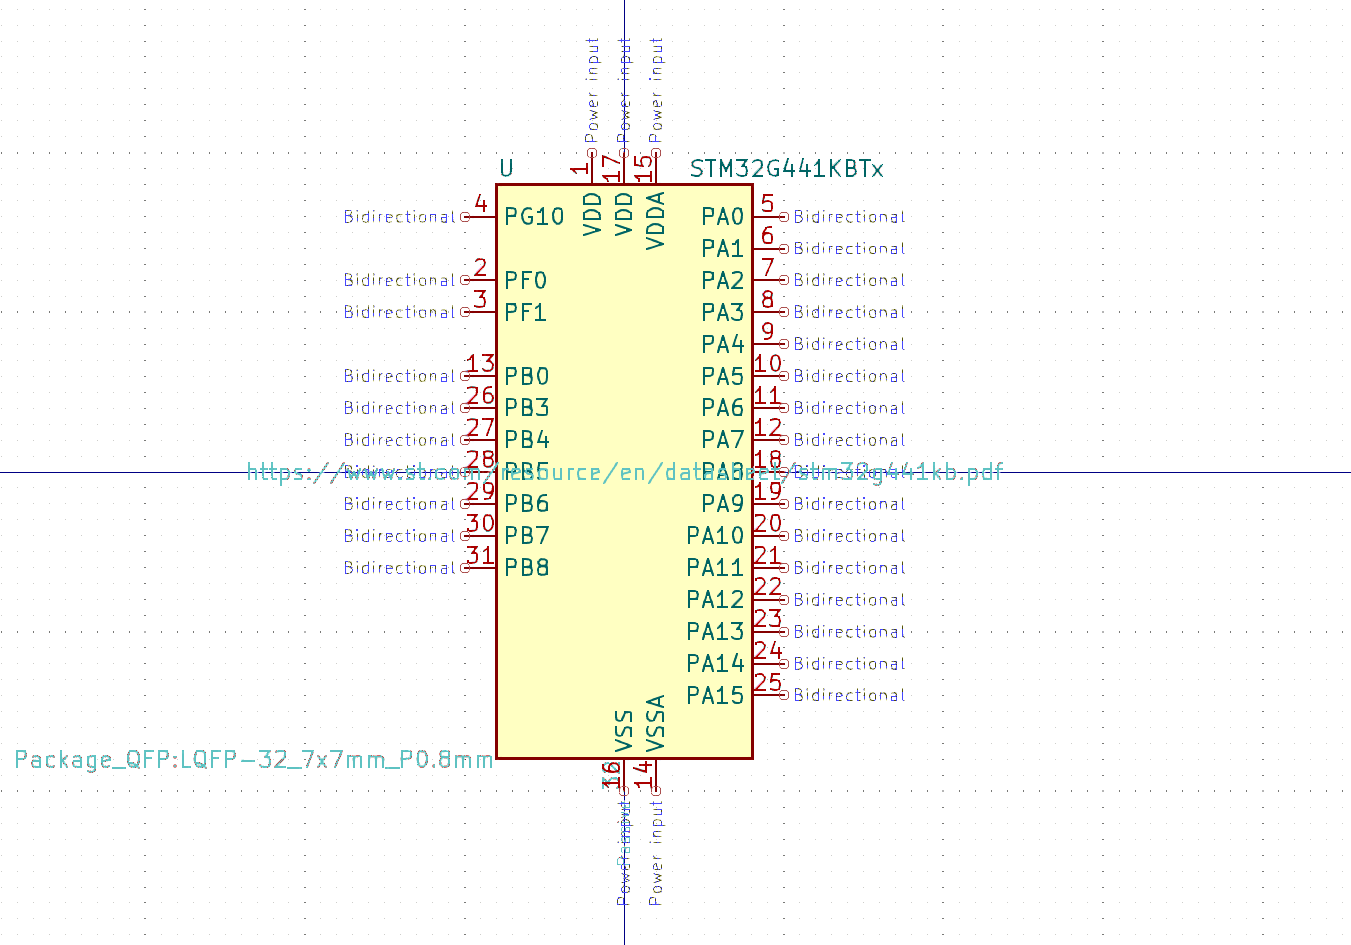 Power input
Power input
Power input
1
17
15
U
STM32G441KBTx
VDD
VDD
VDDA
Bidirectional 4 PG10 PA0 5 Bidirectional
PA1 6 Bidirectional
Bidirectional 2 PF0 PA2 7 Bidirectional
Bidirectional 3 PF1 PA3 8 Bidirectional
PA4 9 Bidirectional
Bidirectional 13 PB0 PA5 10 Bidirectional
Bidirectional 26 PB3 PA6 11 Bidirectional
Bidirectional 27 PB4 PA7 12 Bidirectional
Bidirectional 28 PB5 PA8 18 Bidirectional
https://www.st.com/resource/en/datasheet/stm32g441kb.pdf
Bidirectional 29 PB6 PA9 19 Bidirectional
Bidirectional 30 PB7 PA10 20 Bidirectional
Bidirectional 31 PB8 PA11 21 Bidirectional
PA12 22 Bidirectional
PA13 23 Bidirectional
PA14 24 Bidirectional
PA15 25 Bidirectional
VSS
VSSA
Package_QFP:LQFP-32_7x7mm_P0.8mm
16
14
Power input
Power input